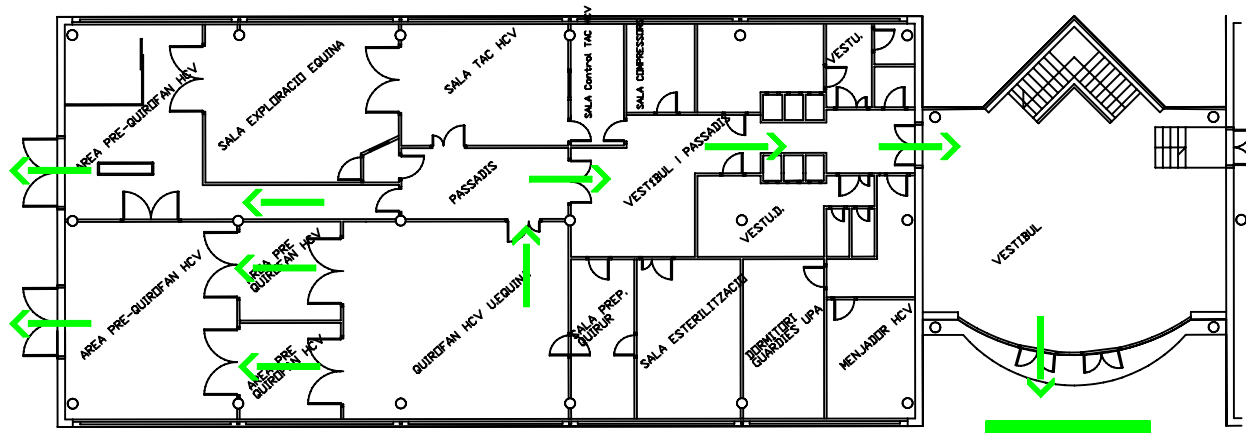 AREA PRE-QUIROFAN HCV
SALA EXPLORACIO EQUINA
SALA TAC HCV
SALA Control TAC HCV
SALA COMPRESSORS
VESTU.
PASSADIS
VESTIBUL I PASSADIS
VESTU.D.
VESTIBUL
AREA PRE-QUIROFAN HCV
AREA PRE
QUIROFAN HCV
AREA PRE
QUIROFAN HCV
QUIROFAN HCV U.EQUINA
SALA PREP.
QUIRUR
SALA ESTERILITZACIO
DORMITORI
GUARDIES UPA
MENJADOR HCV